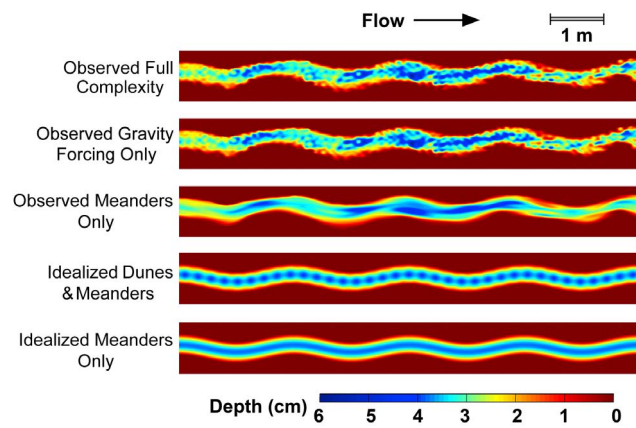 Flow
1 m
Observed Full
Complexity
Observed Gravity
Forcing Only
Observed Meanders
Only
Idealized Dunes
& Meanders
Idealized Meanders
Only
Depth (cm)
6 5 4 3 2 1 0